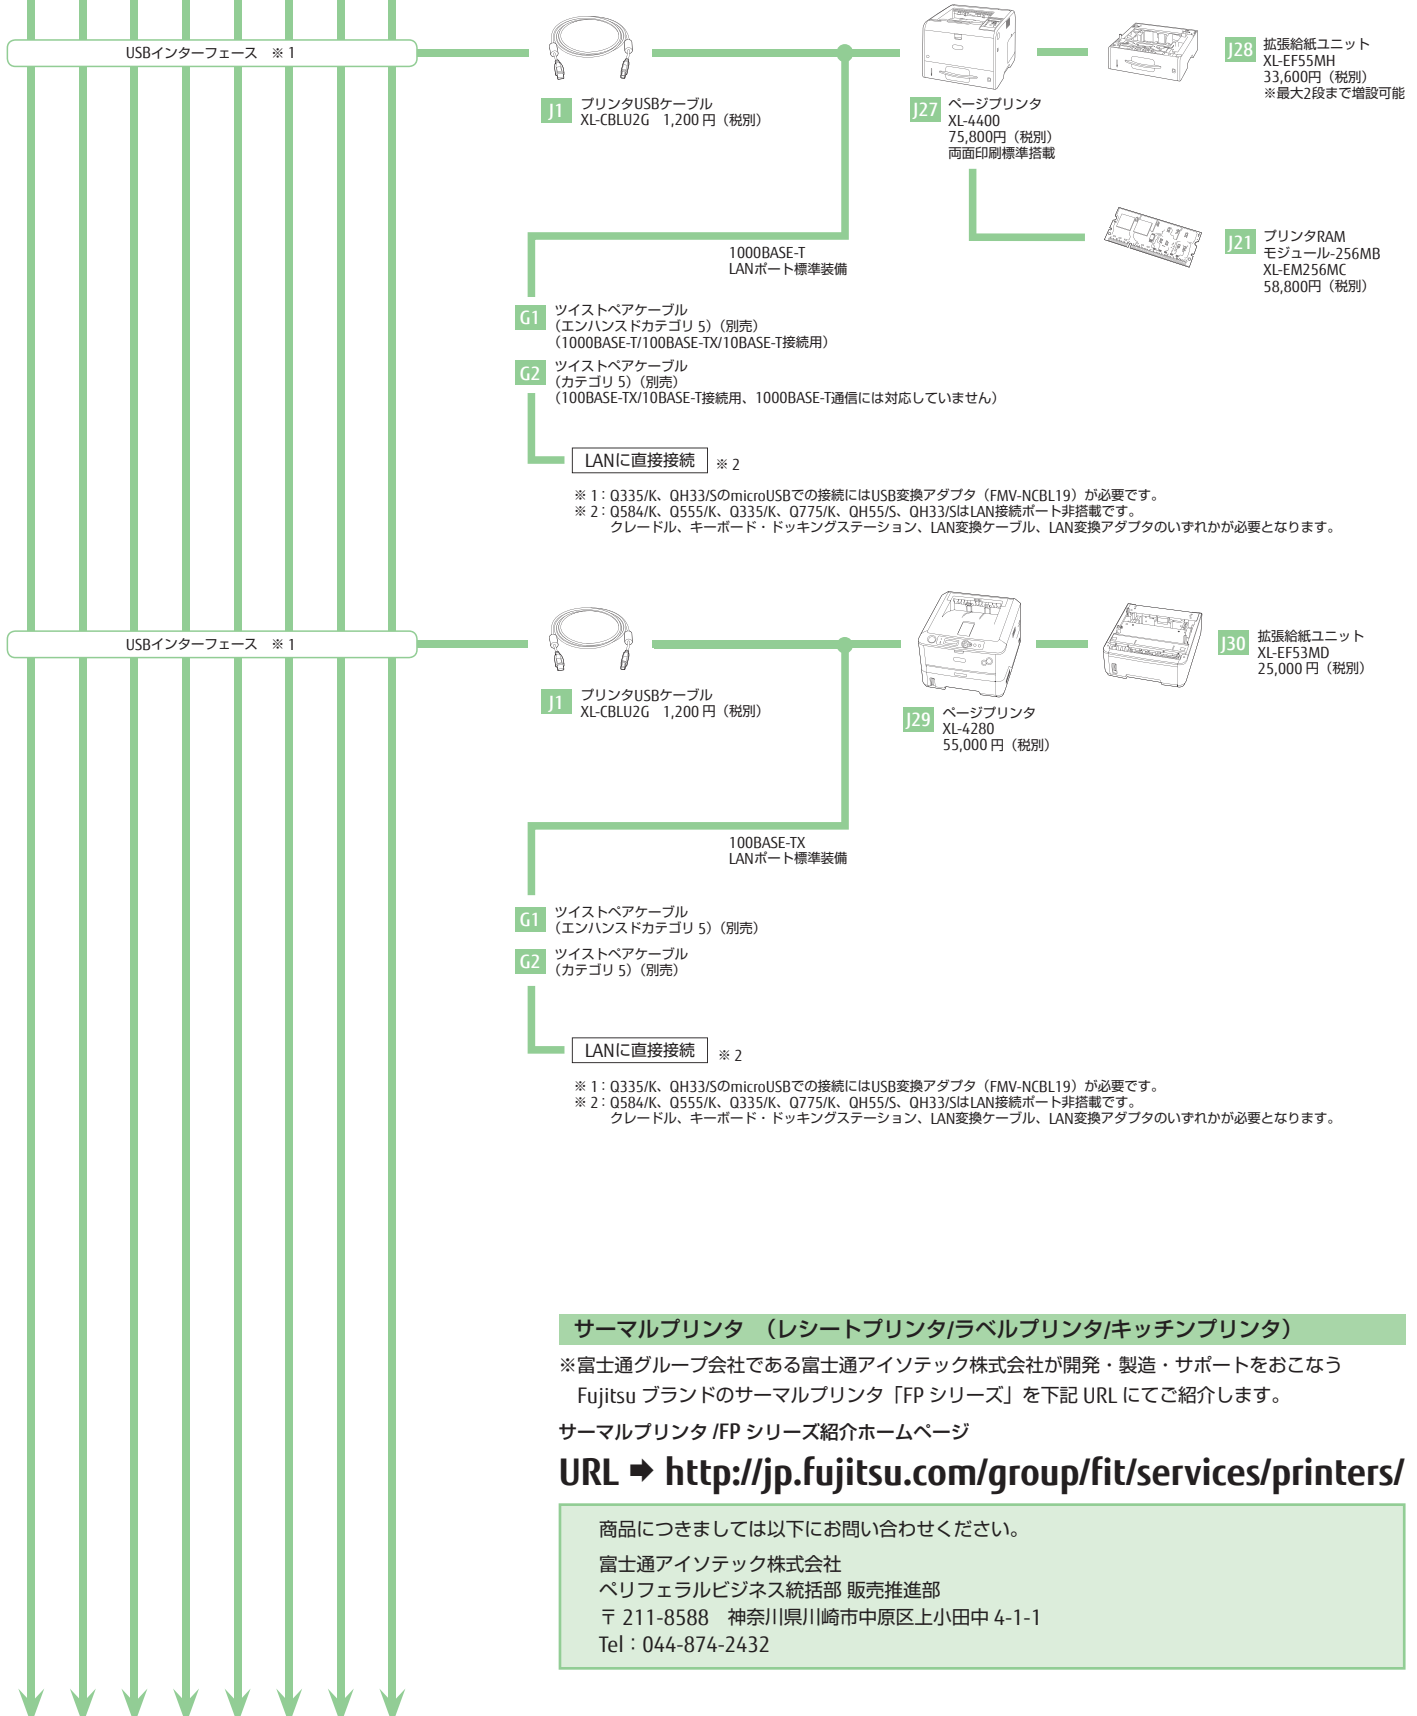 USBインターフェース　※1
J1
プリンタUSBケーブル
XL-CBLU2G　1,200 円（税別）
J27
ページプリンタ
XL-4400
75,800円（税別）
両面印刷標準搭載
J28
拡張給紙ユニット
XL-EF55MH
33,600円（税別）
※最大2段まで増設可能
J21
プリンタRAM
モジュール-256MB
XL-EM256MC
58,800円（税別）
1000BASE-T
LANポート標準装備
G1
ツイストペアケーブル
（エンハンスドカテゴリ 5）（別売）
（1000BASE-T/100BASE-TX/10BASE-T接続用）
G2
ツイストペアケーブル
（カテゴリ 5）（別売）
（100BASE-TX/10BASE-T接続用、1000BASE-T通信には対応していません）
LANに直接接続　※ 2
※ 1：Q335/K、QH33/SのmicroUSBでの接続にはUSB変換アダプタ（FMV-NCBL19）が必要です。
※ 2：Q584/K、Q555/K、Q335/K、Q775/K、QH55/S、QH33/SはLAN接続ポート非搭載です。
クレードル、キーボード・ドッキングステーション、LAN変換ケーブル、LAN変換アダプタのいずれかが必要となります。
USBインターフェース　※1
J1
プリンタUSBケーブル
XL-CBLU2G　1,200 円（税別）
J29
ページプリンタ
XL-4280
55,000 円（税別）
J30
拡張給紙ユニット
XL-EF53MD
25,000 円（税別）
100BASE-TX
LANポート標準装備
G1
ツイストペアケーブル
（エンハンスドカテゴリ 5）（別売）
G2
ツイストペアケーブル
（カテゴリ 5）（別売）
LANに直接接続　※ 2
※ 1：Q335/K、QH33/SのmicroUSBでの接続にはUSB変換アダプタ（FMV-NCBL19）が必要です。
※ 2：Q584/K、Q555/K、Q335/K、Q775/K、QH55/S、QH33/SはLAN接続ポート非搭載です。
クレードル、キーボード・ドッキングステーション、LAN変換ケーブル、LAN変換アダプタのいずれかが必要となります。
サーマルプリンタ　（レシートプリンタ/ラベルプリンタ/キッチンプリンタ）
※富士通グループ会社である富士通アイソテック株式会社が開発・製造・サポートをおこなう
Fujitsu ブランドのサーマルプリンタ「FP シリーズ」を下記 URL にてご紹介します。
サーマルプリンタ /FP シリーズ紹介ホームページ
URL ➡ http://jp.fujitsu.com/group/fit/services/printers/
商品につきましては以下にお問い合わせください。
富士通アイソテック株式会社
ペリフェラルビジネス統括部 販売推進部
〒 211-8588　神奈川県川崎市中原区上小田中 4-1-1
Tel：044-874-2432